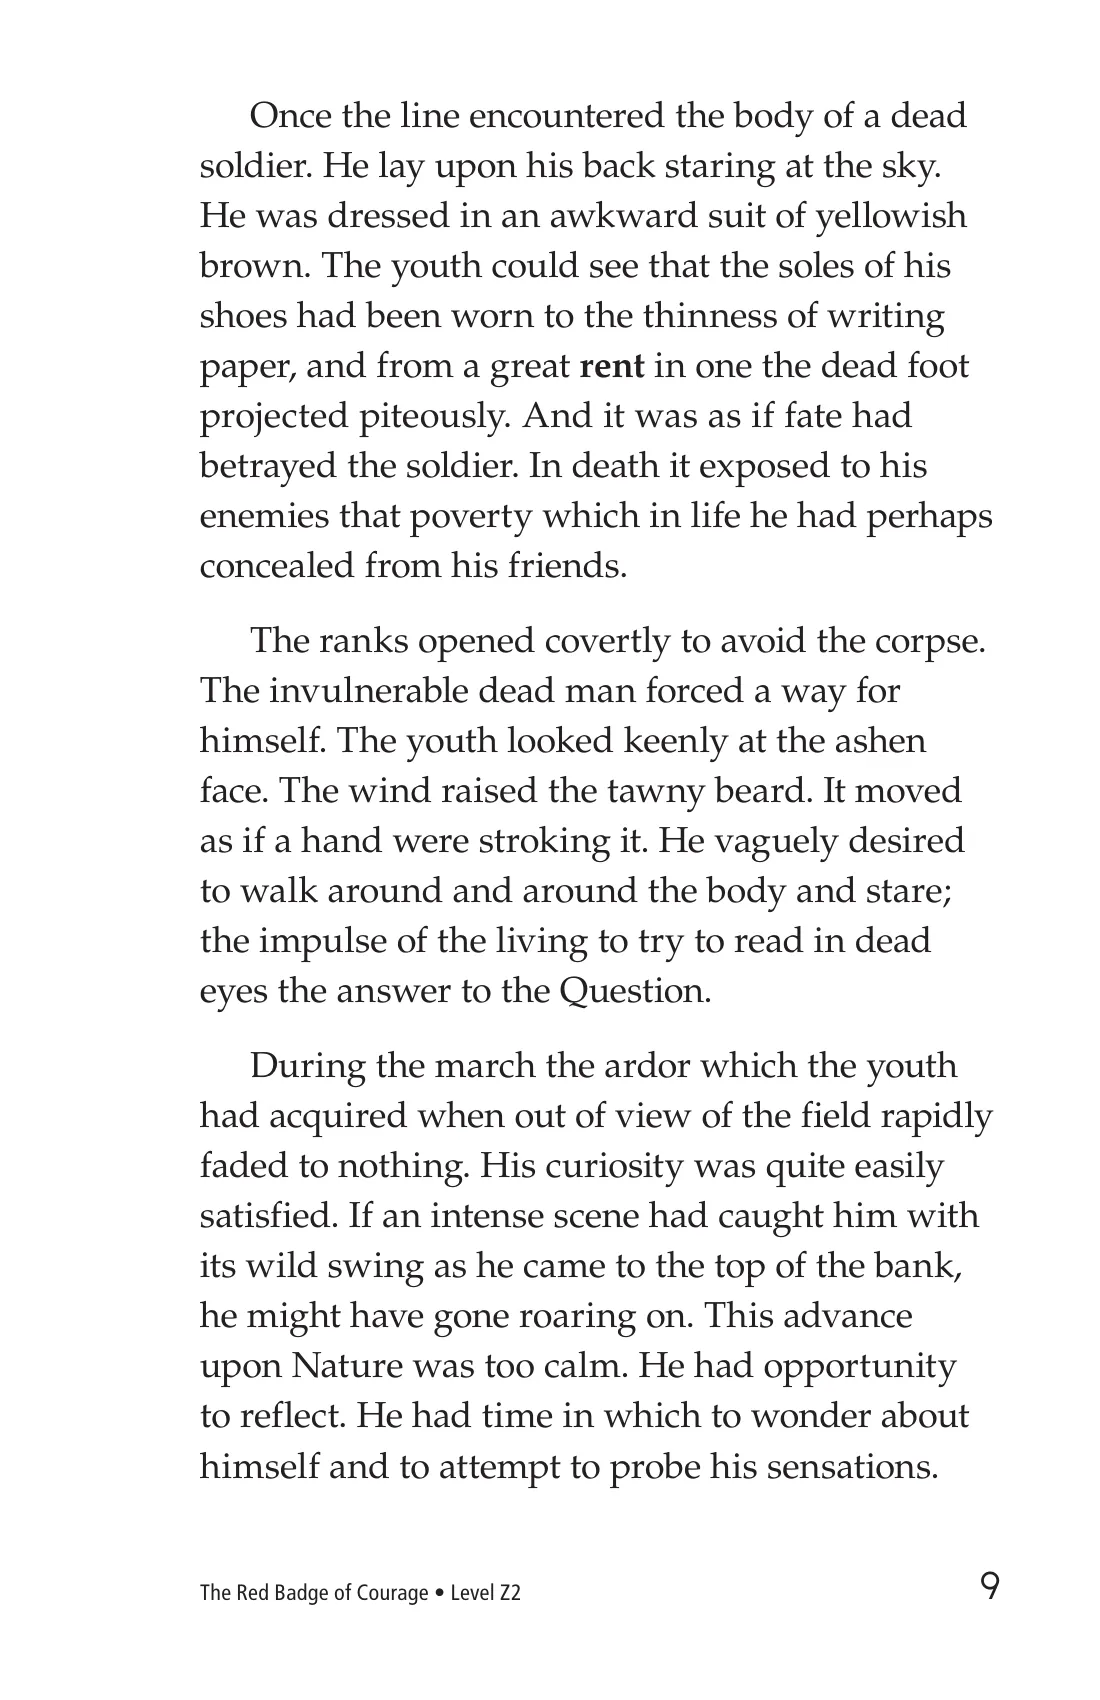 Once the line encountered the body of a dead
soldier. He lay upon his back staring at the sky.
He was dressed in an awkward suit of yellowish
brown. The youth could see that the soles of his
shoes had been worn to the thinness of writing
paper, and from a great rent in one the dead foot
projected piteously. And it was as if fate had
betrayed the soldier. In death it exposed to his
enemies that poverty which in life he had perhaps
concealed from his friends.
The ranks opened covertly to avoid the corpse.
The invulnerable dead man forced a way for
himself. The youth looked keenly at the ashen
face. The wind raised the tawny beard. It moved
as if a hand were stroking it. He vaguely desired
to walk around and around the body and stare;
the impulse of the living to try to read in dead
eyes the answer to the Question.
During the march the ardor which the youth
had acquired when out of view of the field rapidly
faded to nothing. His curiosity was quite easily
satisfied. If an intense scene had caught him with
its wild swing as he came to the top of the bank,
he might have gone roaring on. This advance
upon Nature was too calm. He had opportunity
to reflect. He had time in which to wonder about
himself and to attempt to probe his sensations.
The Red Badge of Courage • Level Z2 9